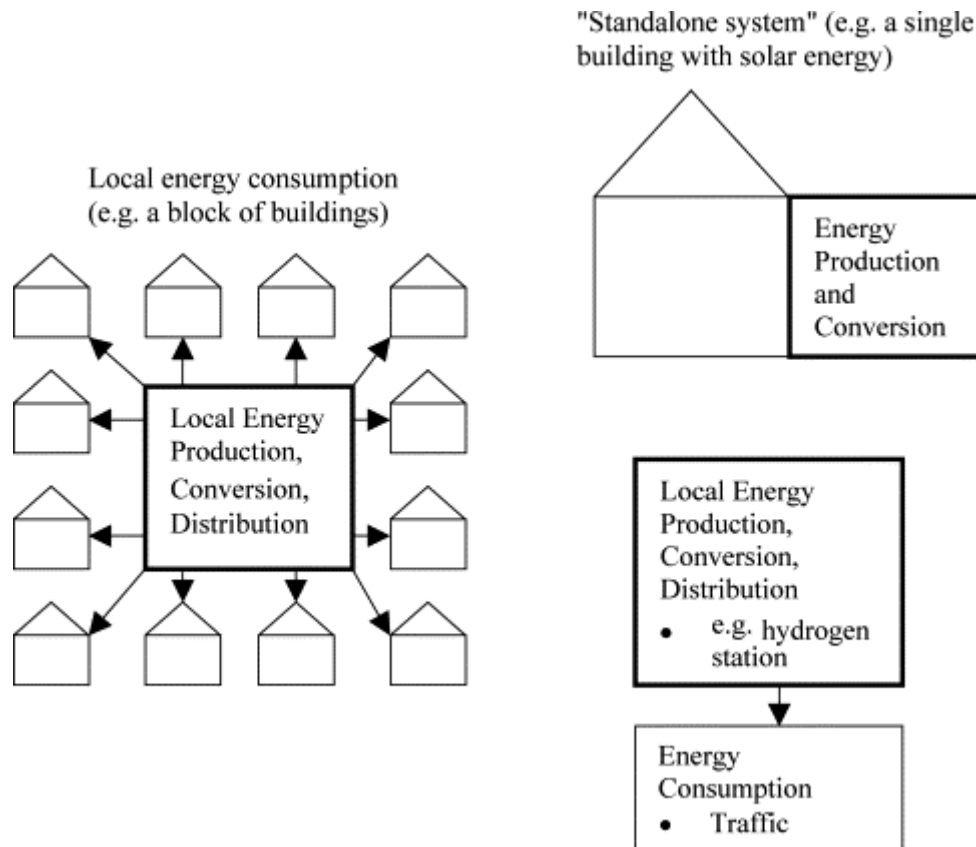 "Standalone system" (e.g. a single
building with solar energy)
Local energy consumption
(e.g. a block of buildings)
Energy
Production
and
Conversion
Local Energy
Production,
Conversion,
Distribution
Local Energy
Production,
Conversion,
Distribution
• e.g. hydrogen
station
Energy
Consumption
• Traffic